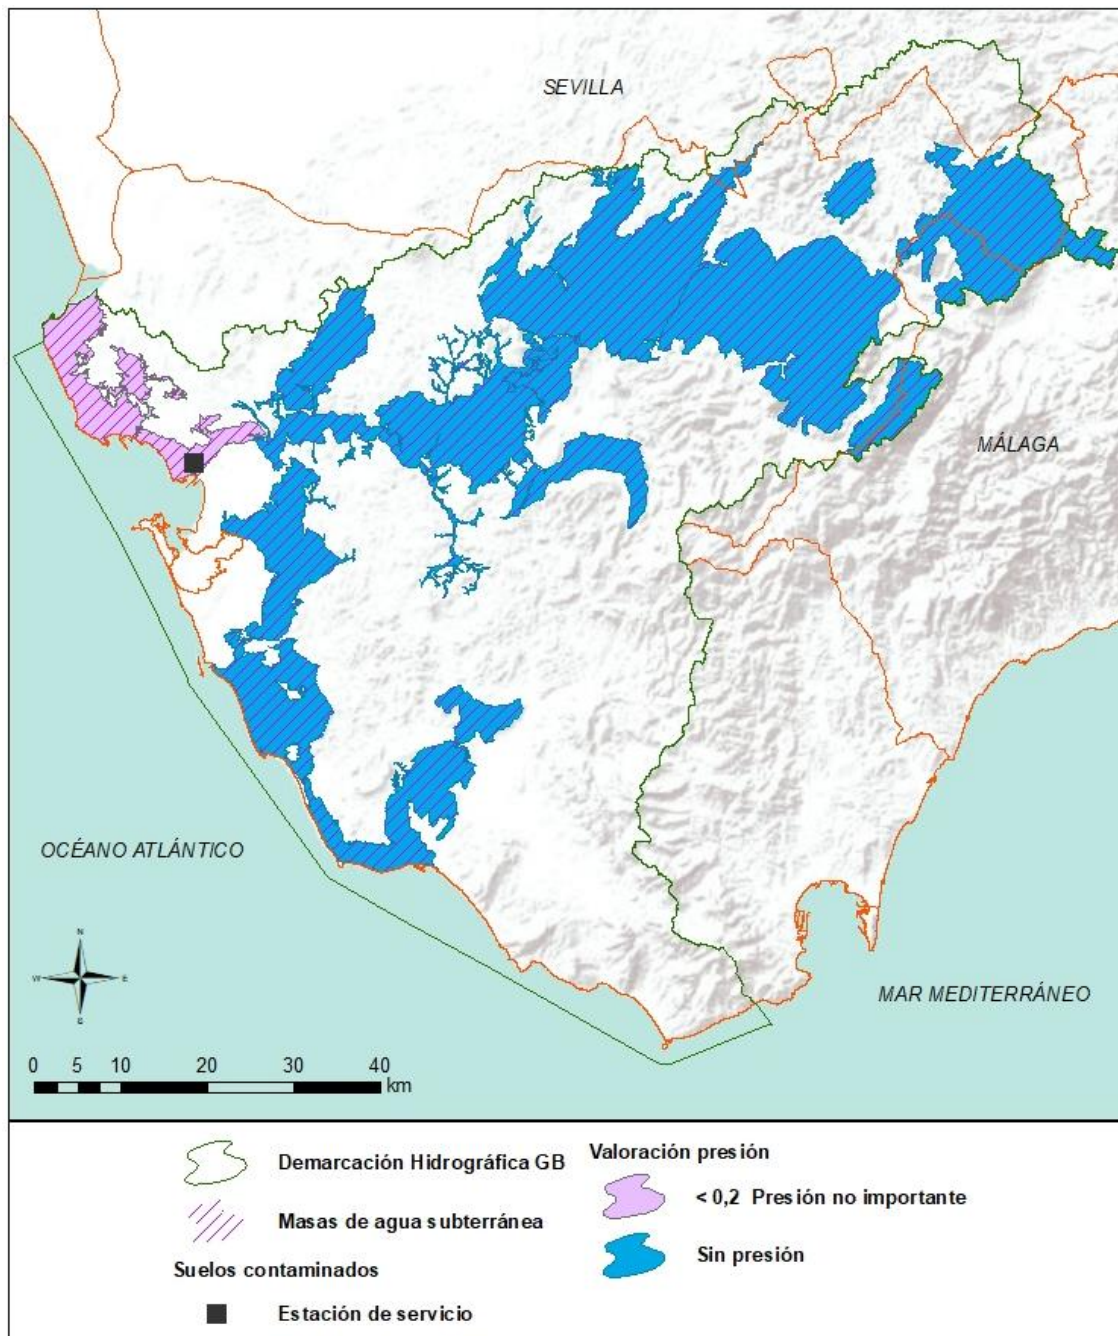 SEVILLA
MÁLAGA
OCÉANO ATLÁNTICO
N
W
E
S
MAR MEDITERRÁNEO
0 5 10 20 30 40
km
Demarcación Hidrográfica GB
Masas de agua subterránea
Suelos contaminados
Estación de servicio
Valoración presión
< 0,2 Presión no importante
Sin presión